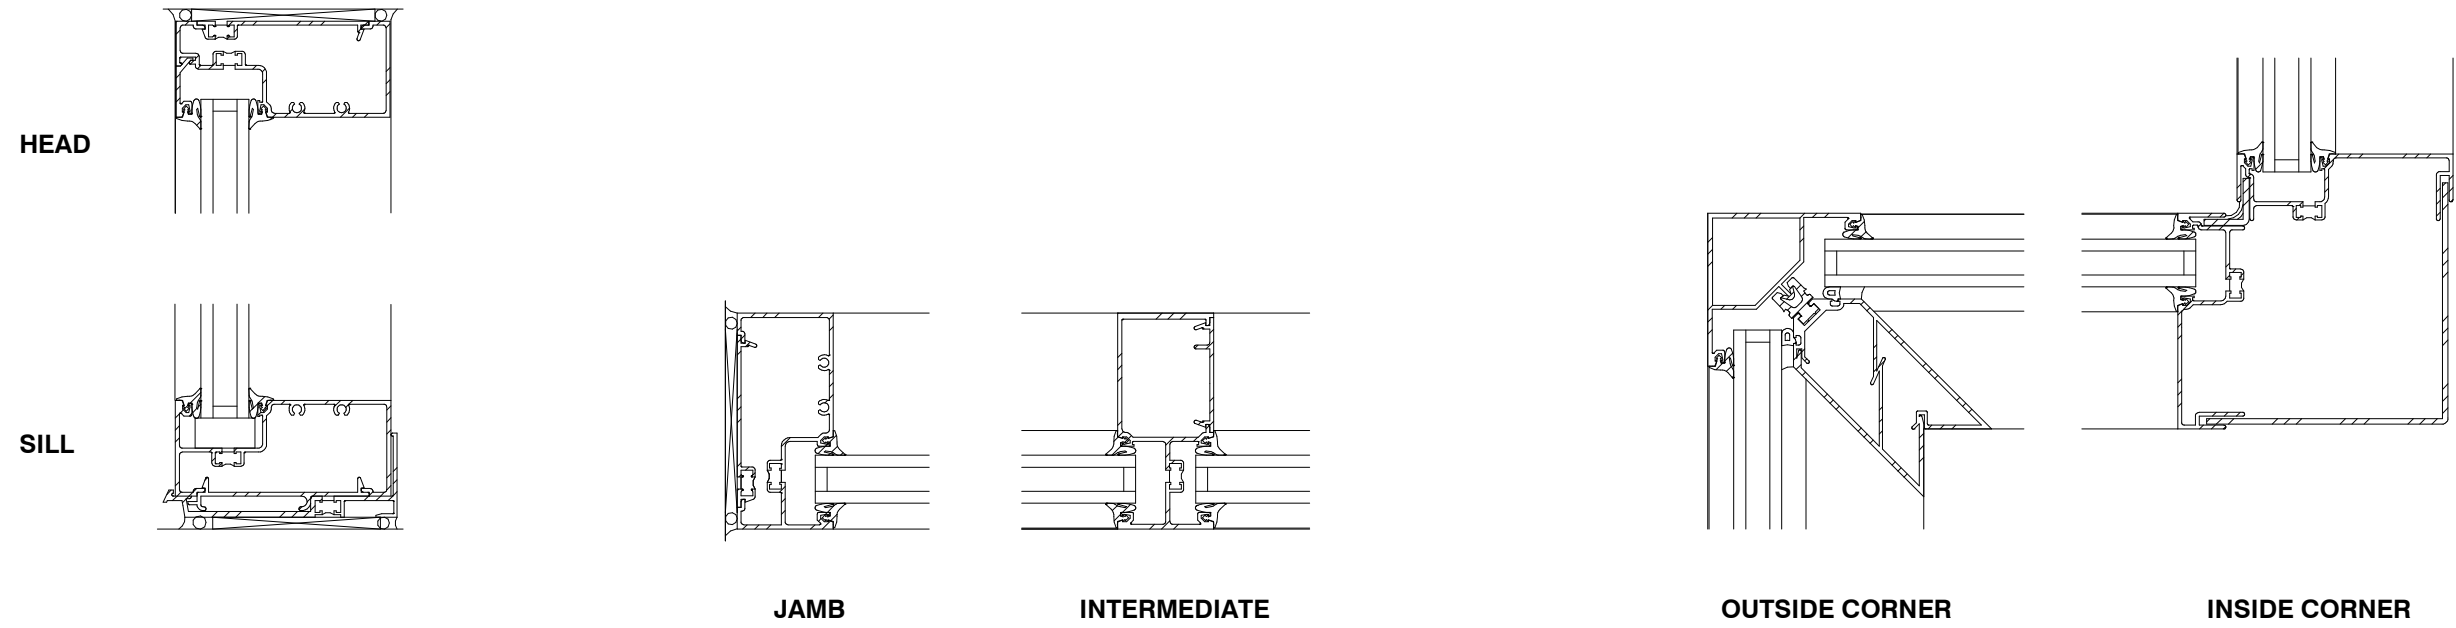 HEAD
SILL
JAMB
INTERMEDIATE
OUTSIDE CORNER
INSIDE CORNER